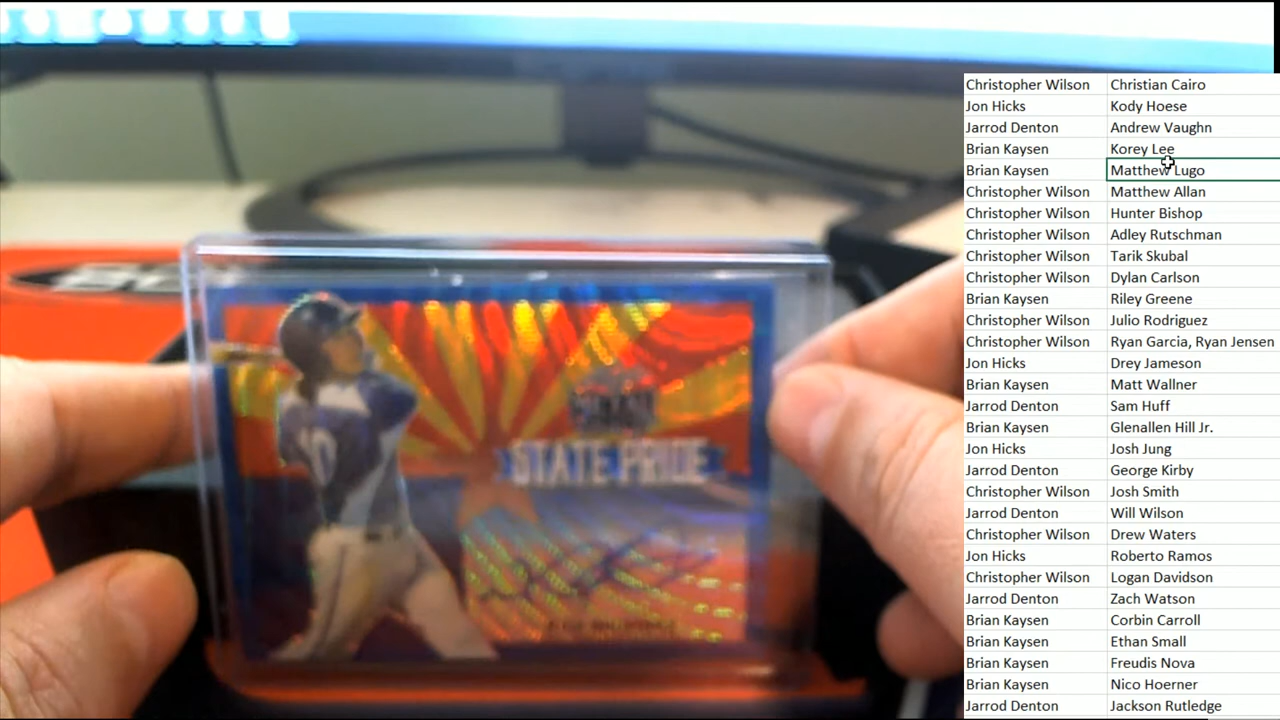 STATE PRIDE
10
Christopher Wilson Christian Cairo
Jon Hicks Kody Hoese
Jarrod Denton Andrew Vaughn
Brian Kaysen Korey Lee
Brian Kaysen Matthew Lugo
Christopher Wilson Matthew Allan
Christopher Wilson Hunter Bishop
Christopher Wilson Adley Rutschman
Christopher Wilson Tarik Skubal
Christopher Wilson Dylan Carlson
Brian Kaysen Riley Greene
Christopher Wilson Julio Rodriguez
Christopher Wilson Ryan Garcia, Ryan Jensen
Jon Hicks Drey Jameson
Brian Kaysen Matt Wallner
Jarrod Denton Sam Huff
Brian Kaysen Glenallen Hill Jr.
Jon Hicks Josh Jung
Jarrod Denton George Kirby
Christopher Wilson Josh Smith
Jarrod Denton Will Wilson
Christopher Wilson Drew Waters
Jon Hicks Roberto Ramos
Christopher Wilson Logan Davidson
Jarrod Denton Zach Watson
Brian Kaysen Corbin Carroll
Brian Kaysen Ethan Small
Brian Kaysen Freudis Nova
Brian Kaysen Nico Hoerner
Jarrod Denton Jackson Rutledge